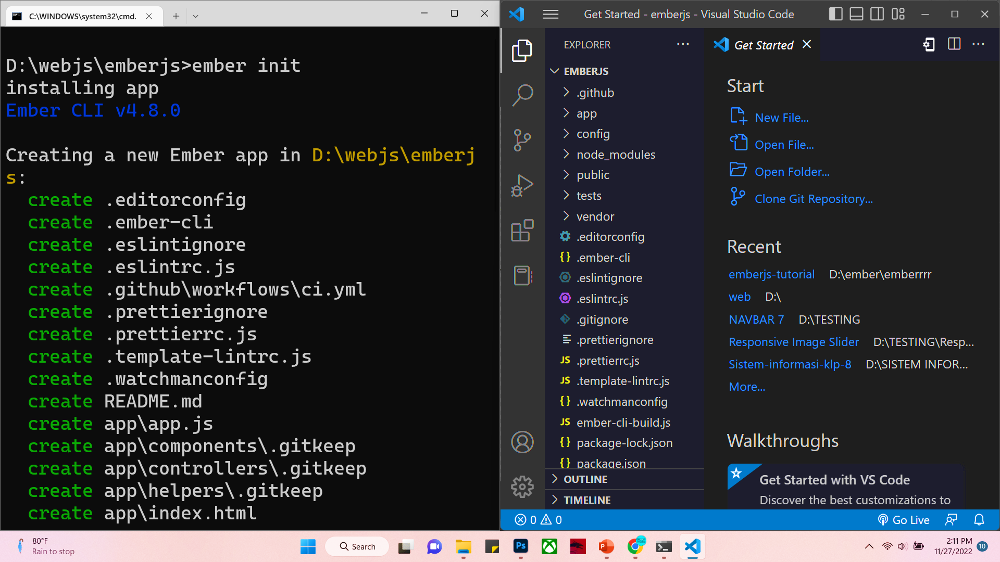 C:\WINDOWS\system32\cmd.
D:\webjs\emberjs>ember init
installing app
Ember CLI v4.8.0
Creating a new Ember app in D:\webjs\emberj
s:
create .editorconfig
create .ember-cli
create .eslintignore
create .eslintrc.js
create .github\workflows\ci.yml
create .prettierignore
create .prettierrc.js
create .template-lintrc.js
create .watchmanconfig
create README.md
create app\app.js
create app\components\.gitkeep
create app\controllers\.gitkeep
create app\helpers\.gitkeep
create app\index.html
Get Started - emberjs - Visual Studio Code
EXPLORER
EMBERJS
.github
app
config
node_modules
public
tests
vendor
.editorconfig
{} .ember-cli
.eslintignore
.eslintrc.js
.gitignore
.prettierignore
JS .prettierrc.js
JS .template-lintrc.js
{} .watchmanconfig
JS ember-cli-build.js
{} package-lock.json
{} package.json
OUTLINE
TIMELINE
Get Started
Start
New File...
Open File...
Open Folder...
Clone Git Repository...
Recent
emberjs-tutorial D:\ember\emberrrr
web D:\
NAVBAR 7 D:\TESTING
Responsive Image Slider D:\TESTING\Resp...
Sistem-informasi-klp-8 D:\SISTEM INFOR...
More...
Walkthroughs
Get Started with VS Code
Discover the best customizations to
0 0
Go Live
80°F
Rain to stop
Search
Ps
P
2:11 PM
11/27/2022
10